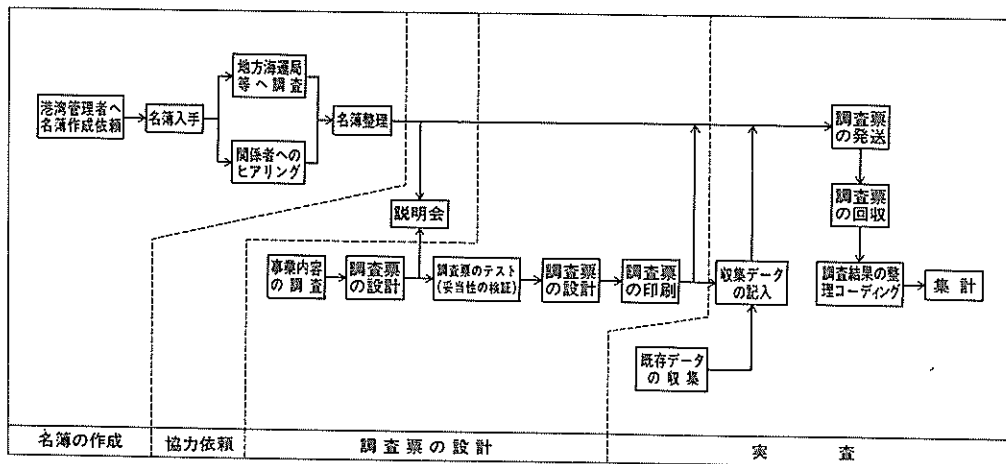 港湾管理者へ
名簿作成依頼
名簿入手
地方海運局
等へ調査
関係者への
ヒアリング
名簿整理
説明会
事業内容
の調査
調査票
の設計
調査票のテスト
(妥当性の検証)
調査票
の設計
調査票
の印刷
収集データ
の記入
既存データ
の収集
調査票
の発送
調査票
の回収
調査結果の整
理コーディング
集計
名簿の作成
協力依頼
調査票の設計
実査